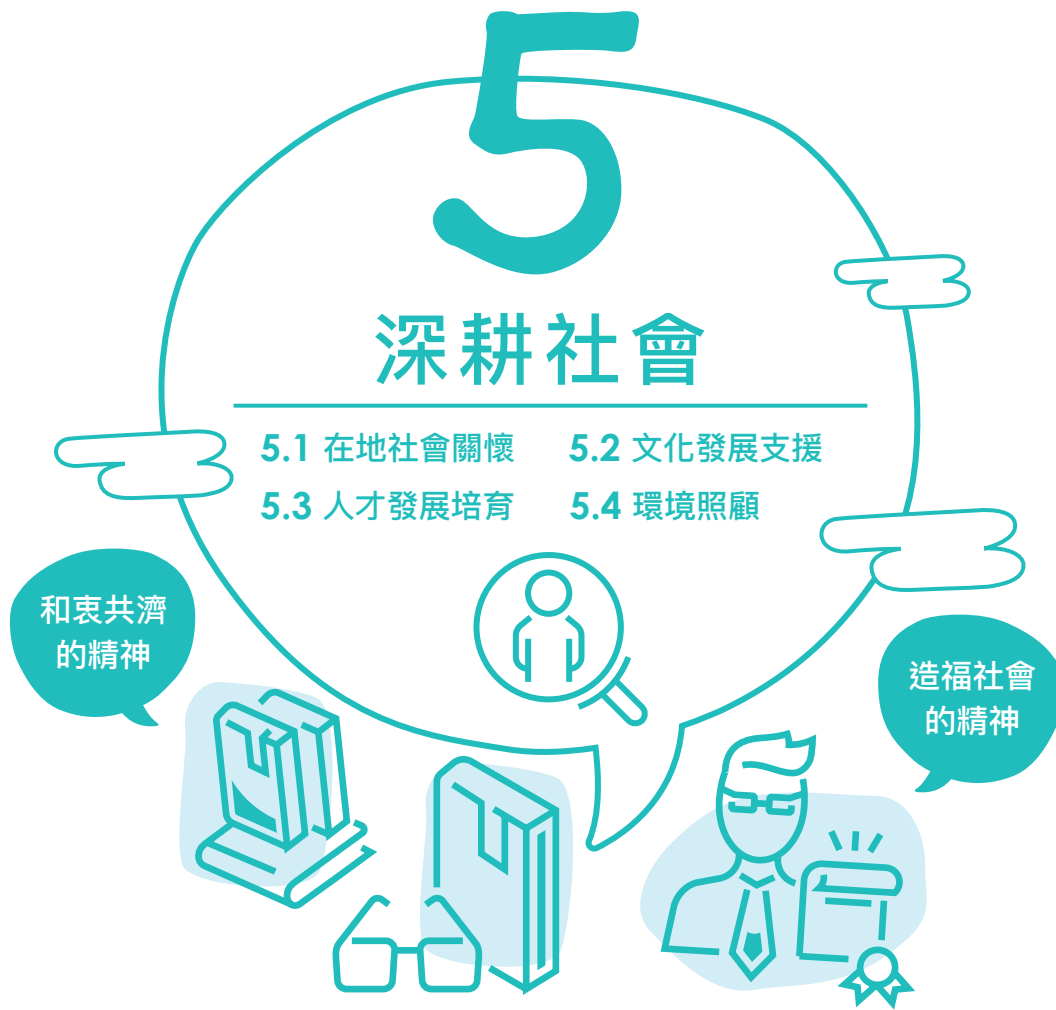 5
深耕社會
5.1 在地社會關懷 5.2 文化發展支援
5.3 人才發展培育 5.4 環境照顧
和衷共濟
的精神
造福社會
的精神